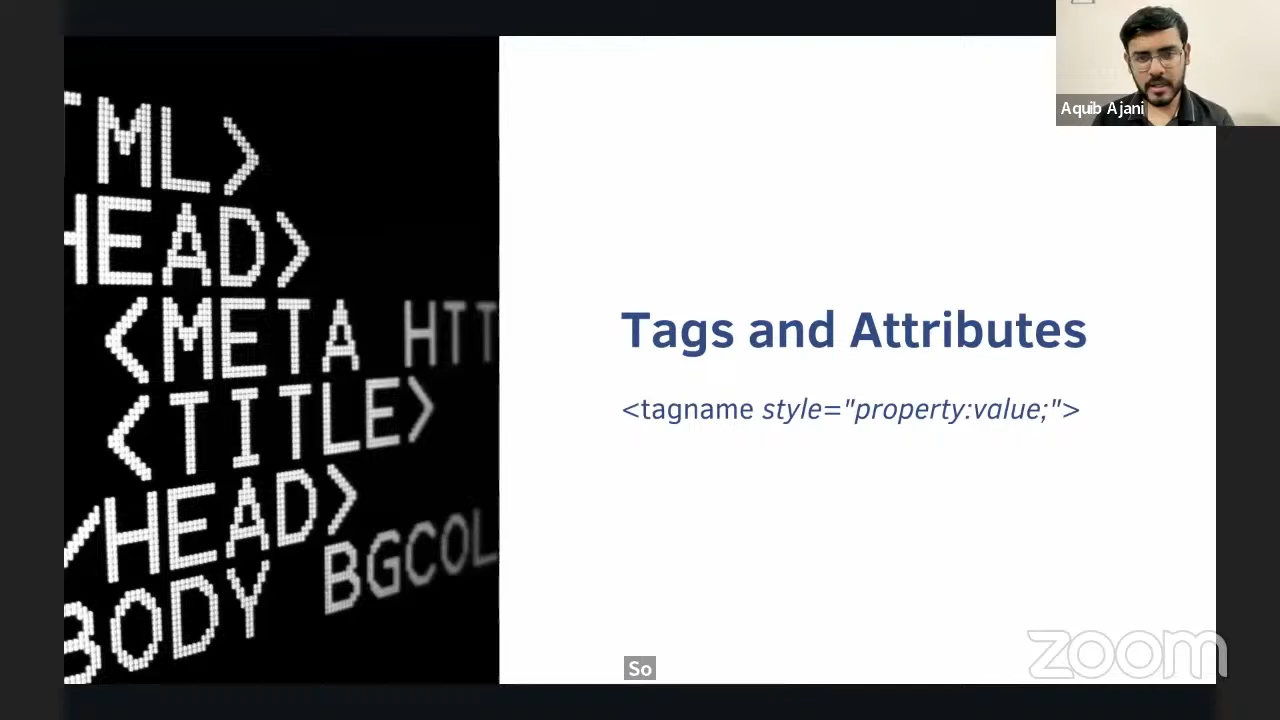 Aquib Ajani
TML>
HEAD>
<META HTT
<TITLE>
/HEAD>
BODY BGCOL
Tags and Attributes
<tagname style="property:value;">
So
zoom